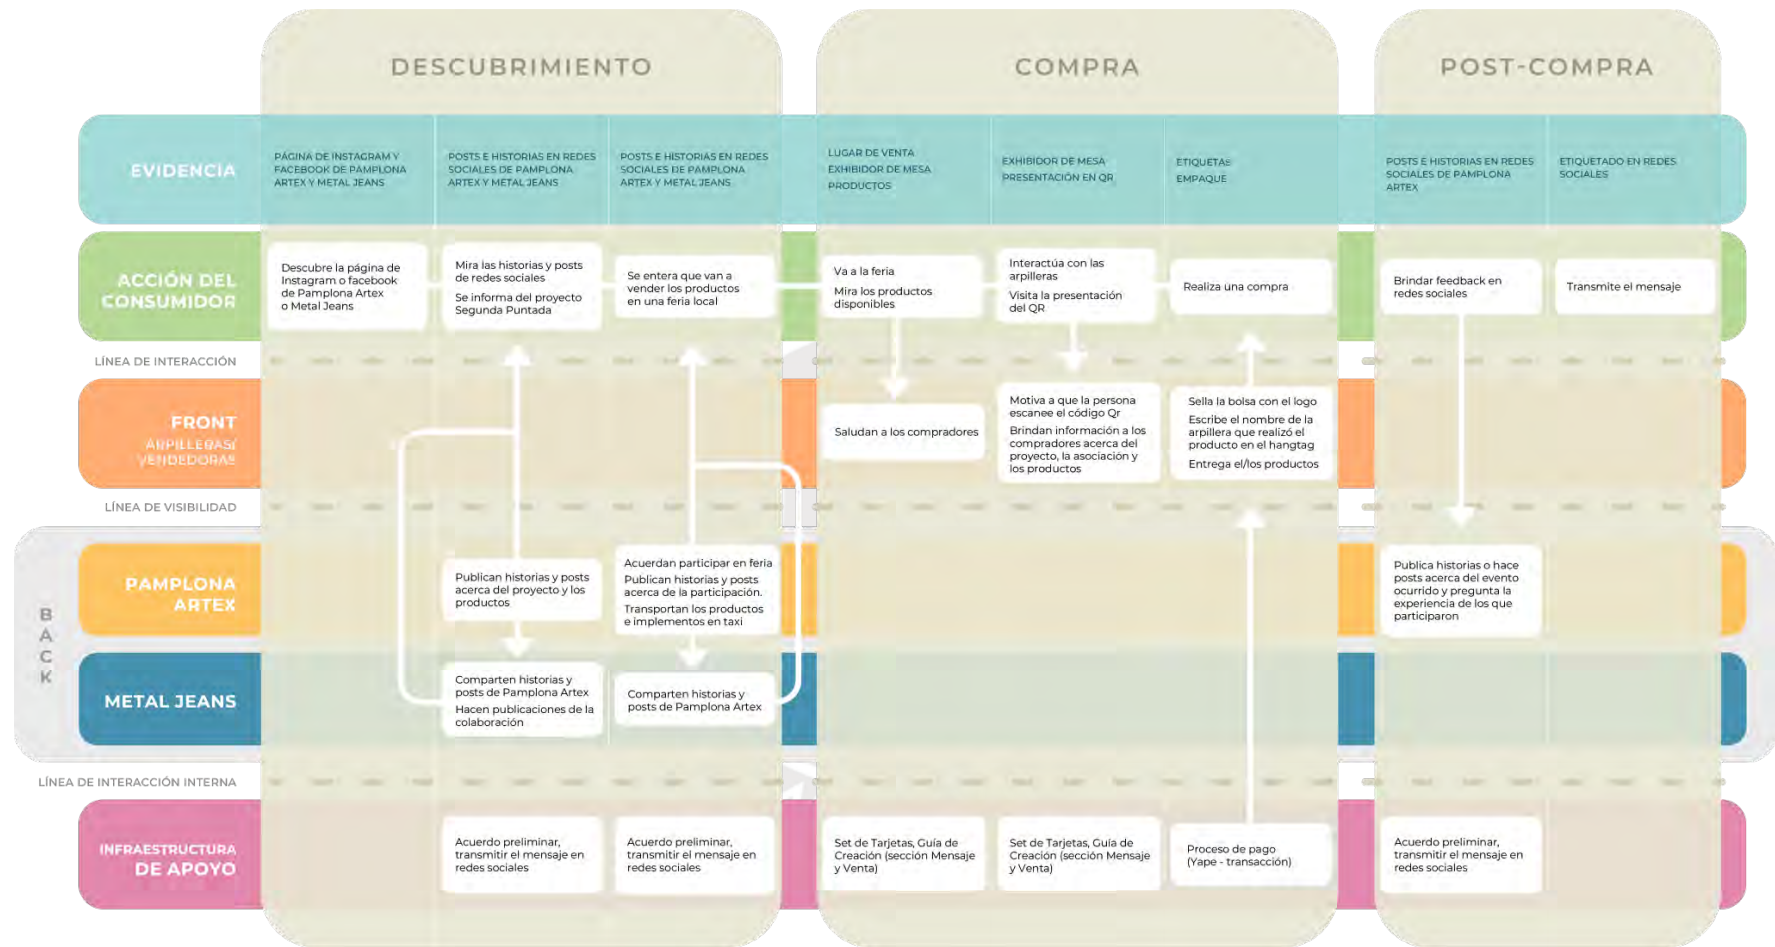 DESCUBRIMIENTO
COMPRA
POST-COMPRA
EVIDENCIA
PÁGINA DE INSTAGRAM Y
FACEBOOK DE PAMPLONA
ARTEX Y METAL JEANS
POSTS E HISTORIAS EN REDES
SOCIALES DE PAMPLONA
ARTEX Y METAL JEANS
POSTS E HISTORIAS EN REDES
SOCIALES DE PAMPLONA
ARTEX Y METAL JEANS
LUGAR DE VENTA
EXHIBIDOR DE MESA
PRODUCTOS
EXHIBIDOR DE MESA
PRESENTACIÓN EN QR
ETIQUETAS
EMPAQUE
POSTS E HISTORIAS EN REDES
SOCIALES DE PAMPLONA
ARTEX
ETIQUETADO EN REDES
SOCIALES
ACCIÓN DEL
CONSUMIDOR
Descubre la página de
Instagram o facebook
de Pamplona Artex
o Metal Jeans
Mira las historias y posts
de redes sociales
Se informa del proyecto
Segunda Puntada
Se entera que van a
vender los productos
en una feria local
Va a la feria
Mira los productos
disponibles
Interactúa con las
arpilleras
Visita la presentación
del QR
Realiza una compra
Brindar feedback en
redes sociales
Transmite el mensaje
LÍNEA DE INTERACCIÓN
FRONT
ARPILLERAS/
VENDEDORAS
Saludan a los compradores
Motiva a que la persona
escanee el código Qr
Brindan información a los
compradores acerca del
proyecto, la asociación y
los productos
Sella la bolsa con el logo
Escribe el nombre de la
arpillera que realizó el
producto en el hangtag
Entrega el/los productos
LÍNEA DE VISIBILIDAD
BACK
PAMPLONA
ARTEX
Publican historias y posts
acerca del proyecto y los
productos
Acuerdan participar en feria
Publican historias y posts
acerca de la participación.
Transportan los productos
e implementos en taxi
Publica historias o hace
posts acerca del evento
ocurrido y pregunta la
experiencia de los que
participaron
METAL JEANS
Comparten historias y
posts de Pamplona Artex
Hacen publicaciones de la
colaboración
Comparten historias y
posts de Pamplona Artex
LÍNEA DE INTERACCIÓN INTERNA
INFRAESTRUCTURA
DE APOYO
Acuerdo preliminar,
transmitir el mensaje en
redes sociales
Acuerdo preliminar,
transmitir el mensaje en
redes sociales
Set de Tarjetas, Guía de
Creación (sección Mensaje
y Venta)
Set de Tarjetas, Guía de
Creación (sección Mensaje
y Venta)
Proceso de pago
(Yape - transacción)
Acuerdo preliminar,
transmitir el mensaje en
redes sociales